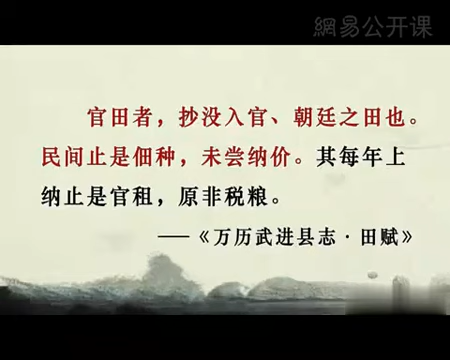 網易公开课
官田者，抄没入官、朝廷之田也。
民间止是佃种，未尝纳价。其每年上
纳止是官租，原非税粮。
——《万历武进县志·田赋》